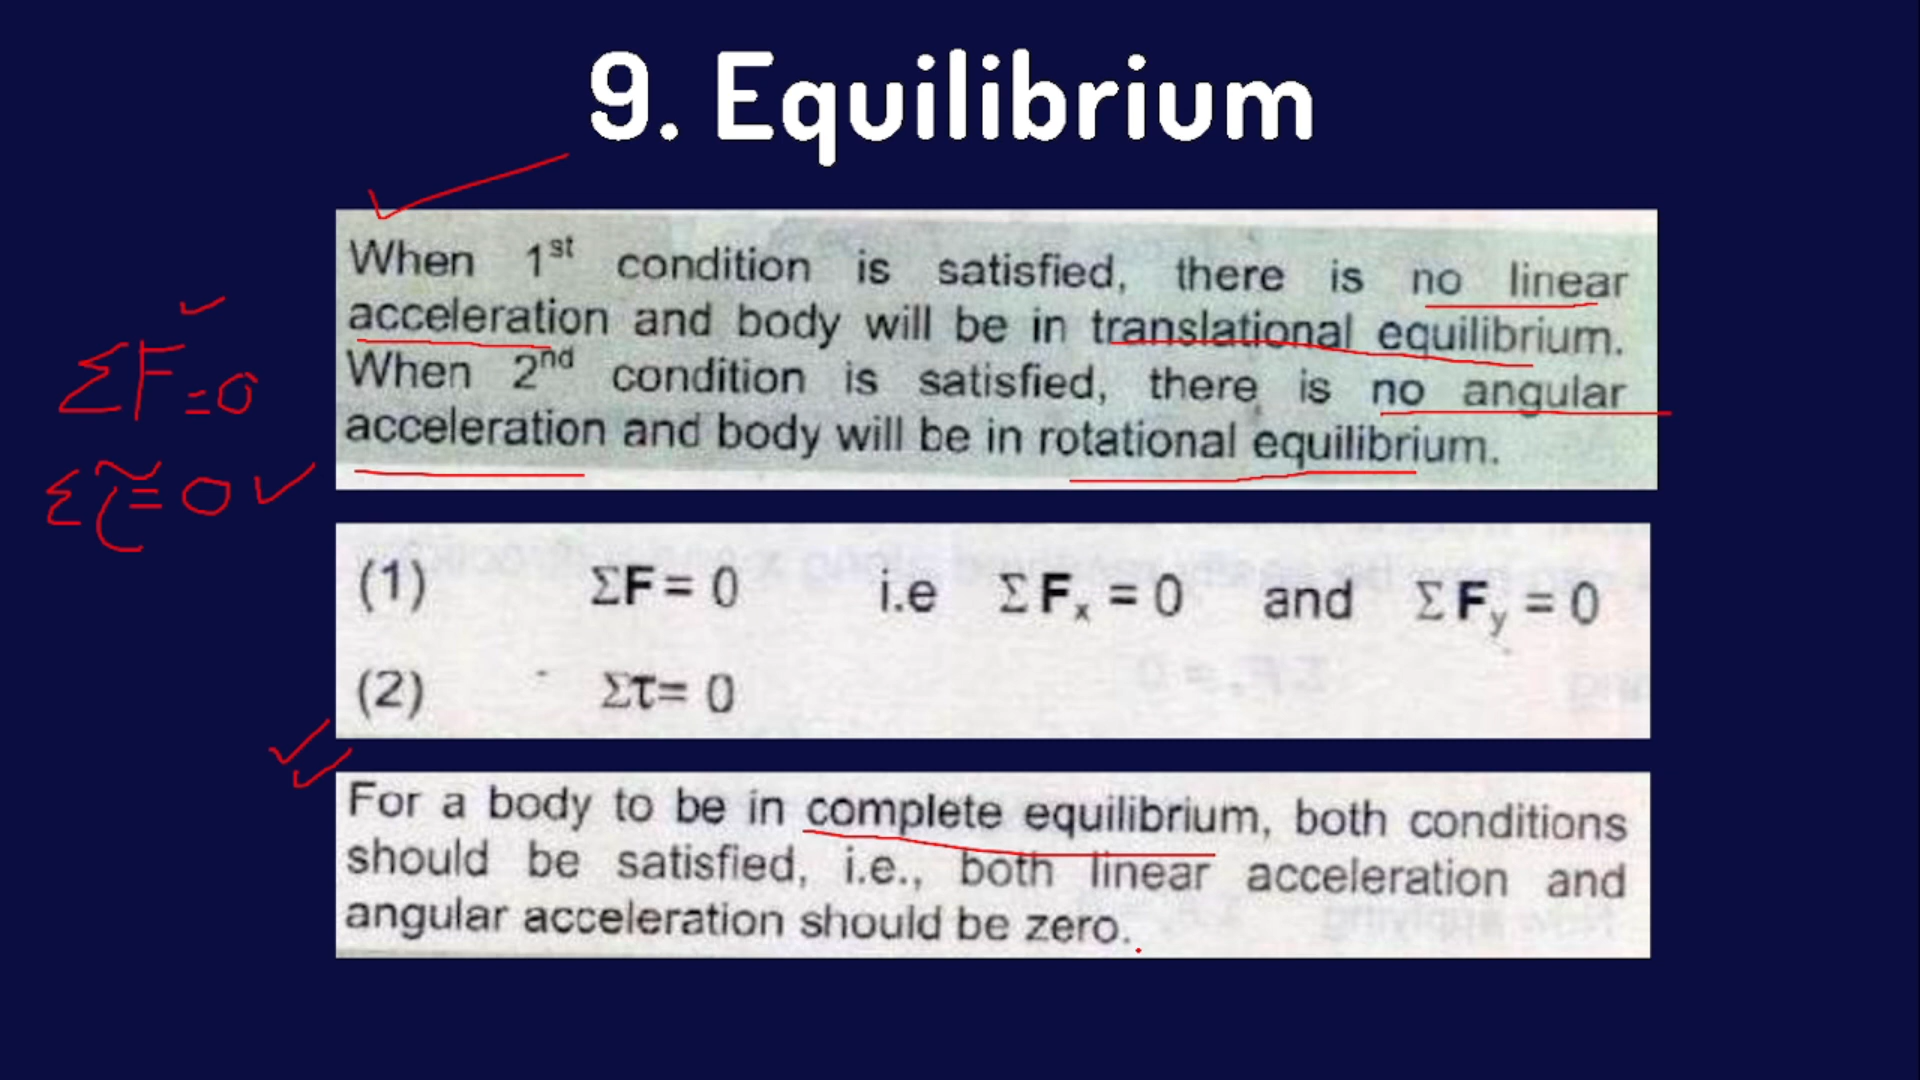 9. Equilibrium
When 1st condition is satisfied, there is no linear
acceleration and body will be in translational equilibrium.
When 2nd condition is satisfied, there is no angular
acceleration and body will be in rotational equilibrium.
ΣF=0
Στ=0
(1) ΣF= 0 i.e ΣFx = 0 and ΣFy = 0
(2) Στ= 0
For a body to be in complete equilibrium, both conditions
should be satisfied, i.e., both linear acceleration and
angular acceleration should be zero.